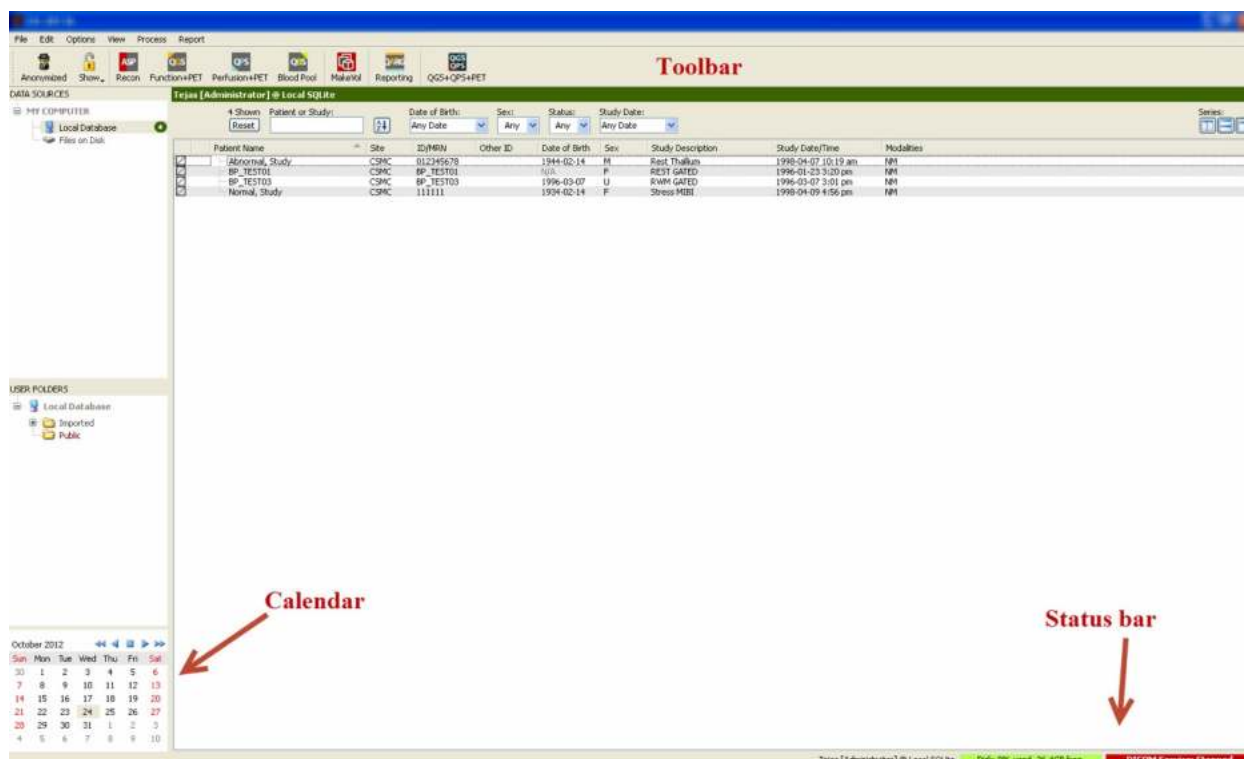 File Edit Options View Process Report
Anonymized Show Recon Function+PET Perfusion+PET Blood Pool MakeVol Reporting QGS+QPS+PET
Toolbar
DATA SOURCES
Tejas [Administrator] @ Local SQLite
MY COMPUTER
Local Database
Files on Disk
4 Shown Patient or Study: Date of Birth: Sex: Status: Study Date: Series:
Reset Any Date Any Any Any Date
Patient Name Site ID/MRN Other ID Date of Birth Sex Study Description Study Date/Time Modalities
Abnormal, Study CSMC 012345678 1944-02-14 M Rest Thallium 1998-04-07 10:19 am NM
BP_TEST01 CSMC BP_TEST01 N/A F REST GATED 1996-01-23 3:20 pm NM
BP_TEST03 CSMC BP_TEST03 1996-03-07 U RWM GATED 1996-03-07 3:01 pm NM
Normal, Study CSMC 111111 1934-02-14 F Stress MIBI 1998-04-09 4:56 pm NM
USER FOLDERS
Local Database
Imported
Public
Calendar
Status bar
October 2012
Sun Mon Tue Wed Thu Fri Sat
30 1 2 3 4 5 6
7 8 9 10 11 12 13
14 15 16 17 18 19 20
21 22 23 24 25 26 27
28 29 30 31 1 2 3
4 5 6 7 8 9 10